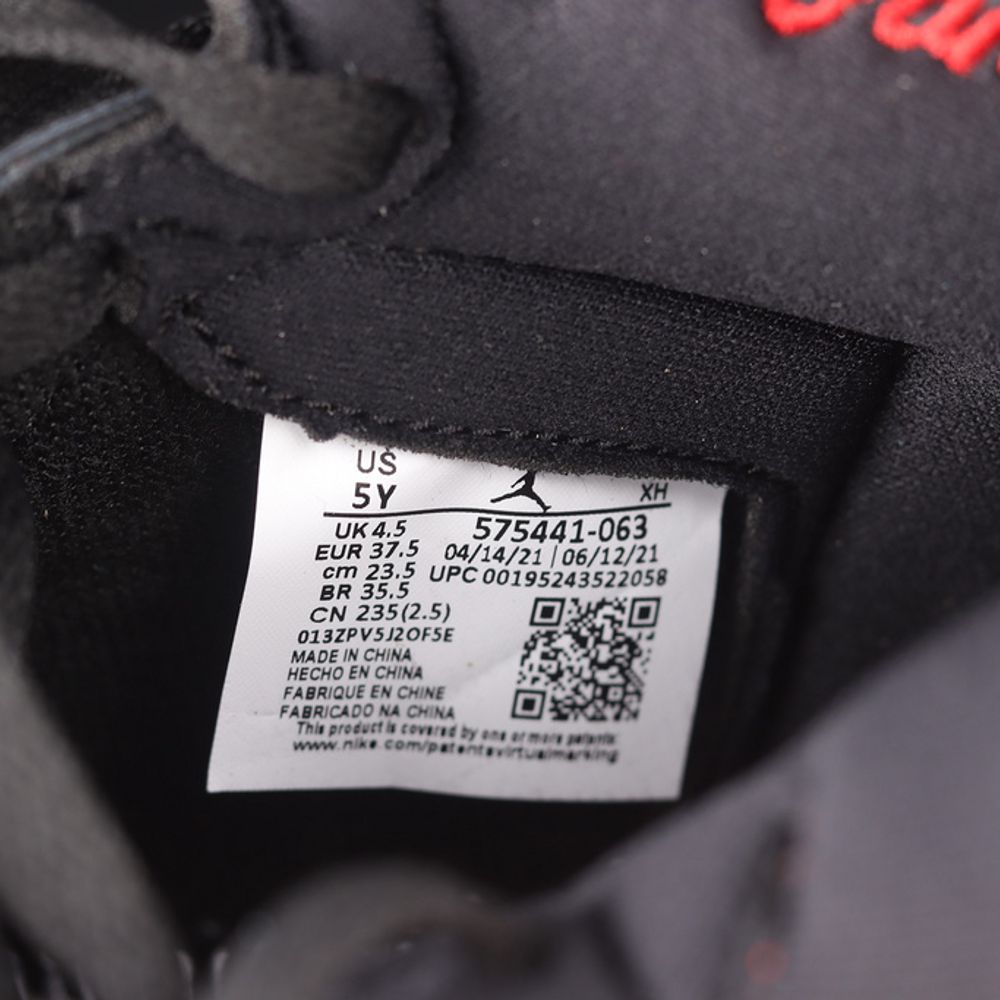 US
5Y
XH
UK 4.5
575441-063
EUR 37.5
04/14/21 | 06/12/21
cm 23.5
UPC 00195243522058
BR 35.5
CN 235(2.5)
013ZPV5J2OF5E
MADE IN CHINA
HECHO EN CHINA
FABRIQUE EN CHINE
FABRICADO NA CHINA
This product is covered by one or more patents:
www.nike.com/patentsvirtualmarking